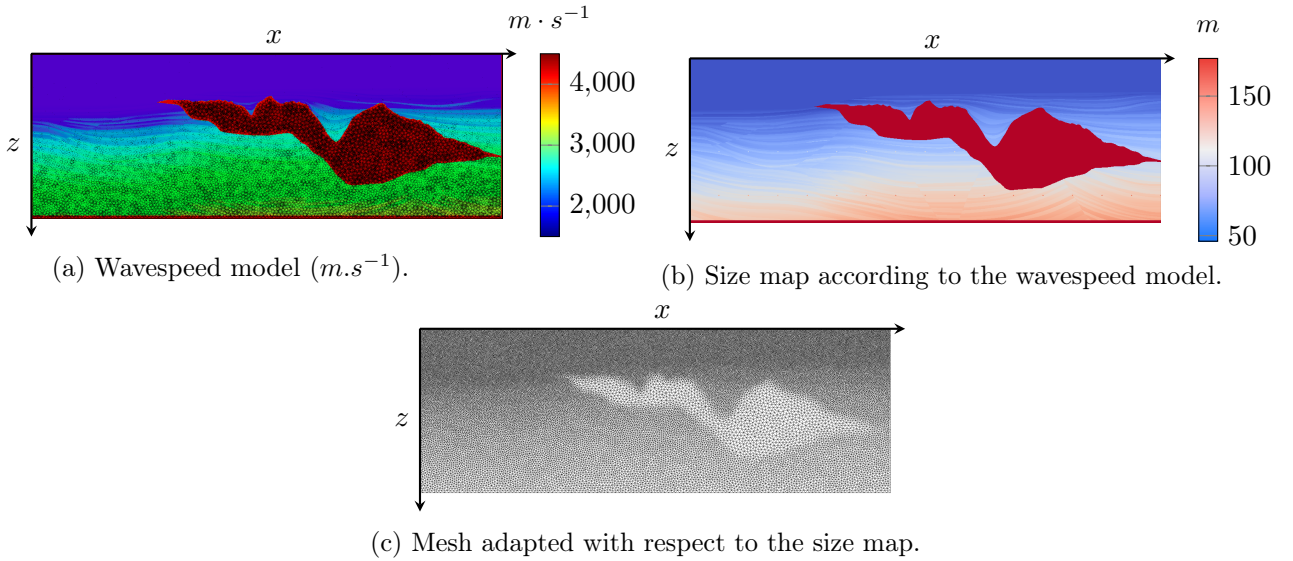 m · s⁻¹
x
4,000
3,000
2,000
z
(a) Wavespeed model (m.s⁻¹).
m
x
150
100
50
z
(b) Size map according to the wavespeed model.
x
z
(c) Mesh adapted with respect to the size map.